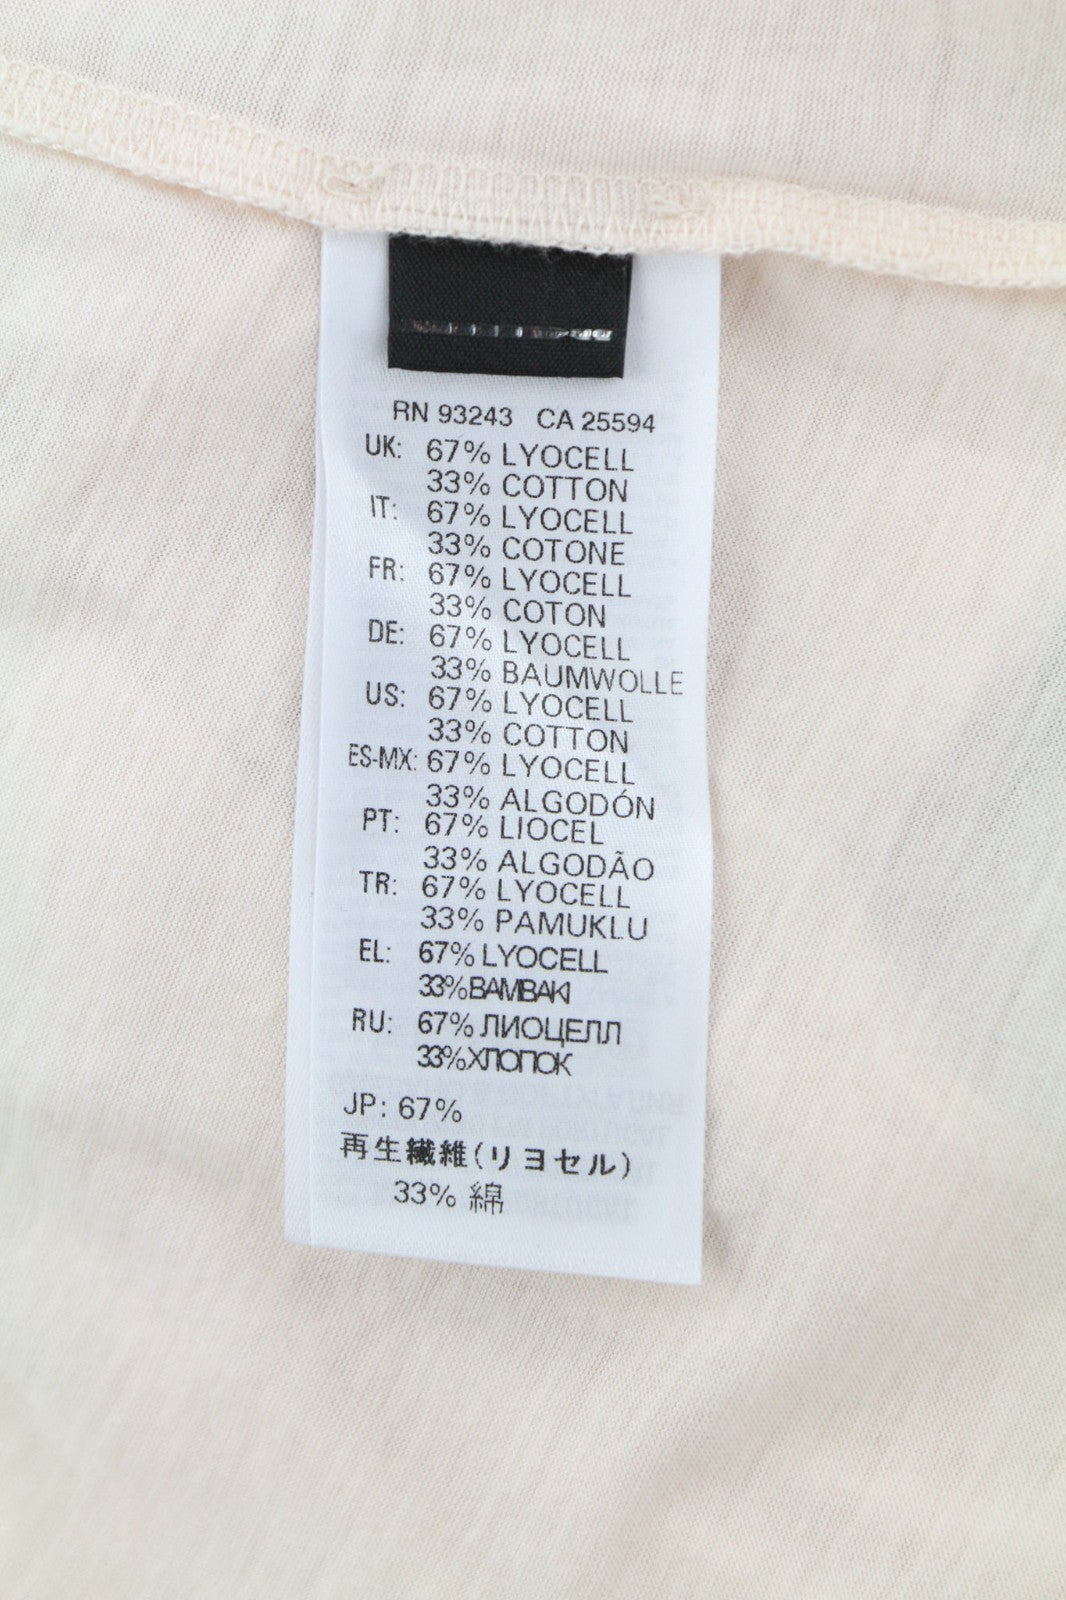 RN 93243 CA 25594
UK: 67% LYOCELL
33% COTTON
IT: 67% LYOCELL
33% COTONE
FR: 67% LYOCELL
33% COTON
DE: 67% LYOCELL
33% BAUMWOLLE
US: 67% LYOCELL
33% COTTON
ES-MX: 67% LYOCELL
33% ALGODÓN
PT: 67% LIOCEL
33% ALGODÃO
TR: 67% LYOCELL
33% PAMUKLU
EL: 67% LYOCELL
33% BAMBAKI
RU: 67% ЛИОЦЕЛЛ
33% ХЛОПОК
JP: 67%
再生繊維(リヨセル)
33% 綿